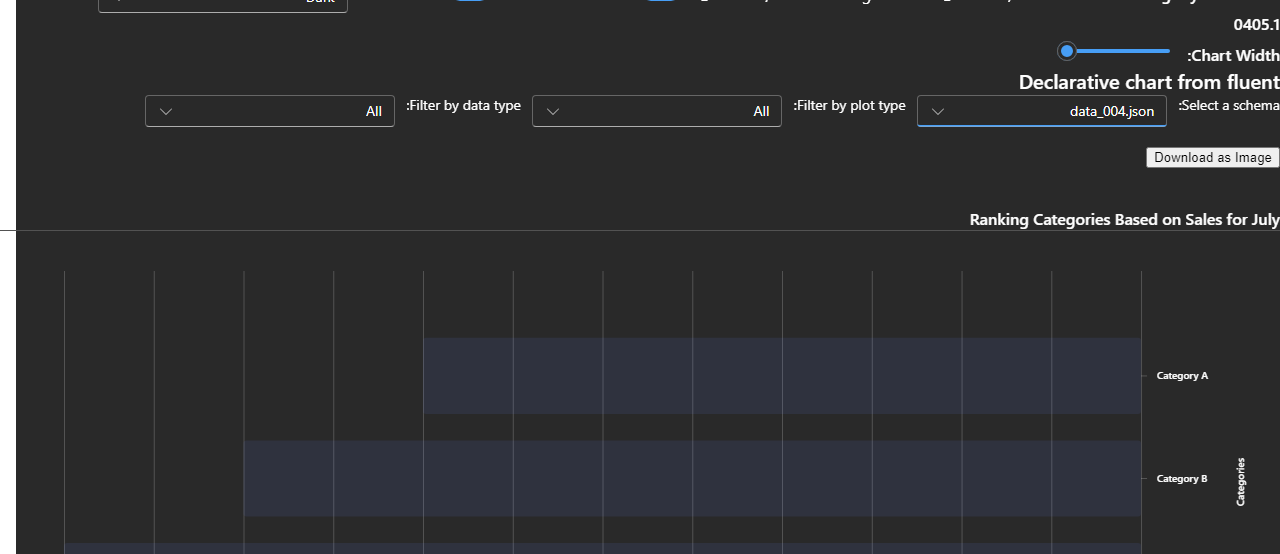 0405.1
:Chart Width
Declarative chart from fluent
:Select a schema data_004.json :Filter by plot type All :Filter by data type All
Download as Image
Ranking Categories Based on Sales for July
Category A
Category B
Categories